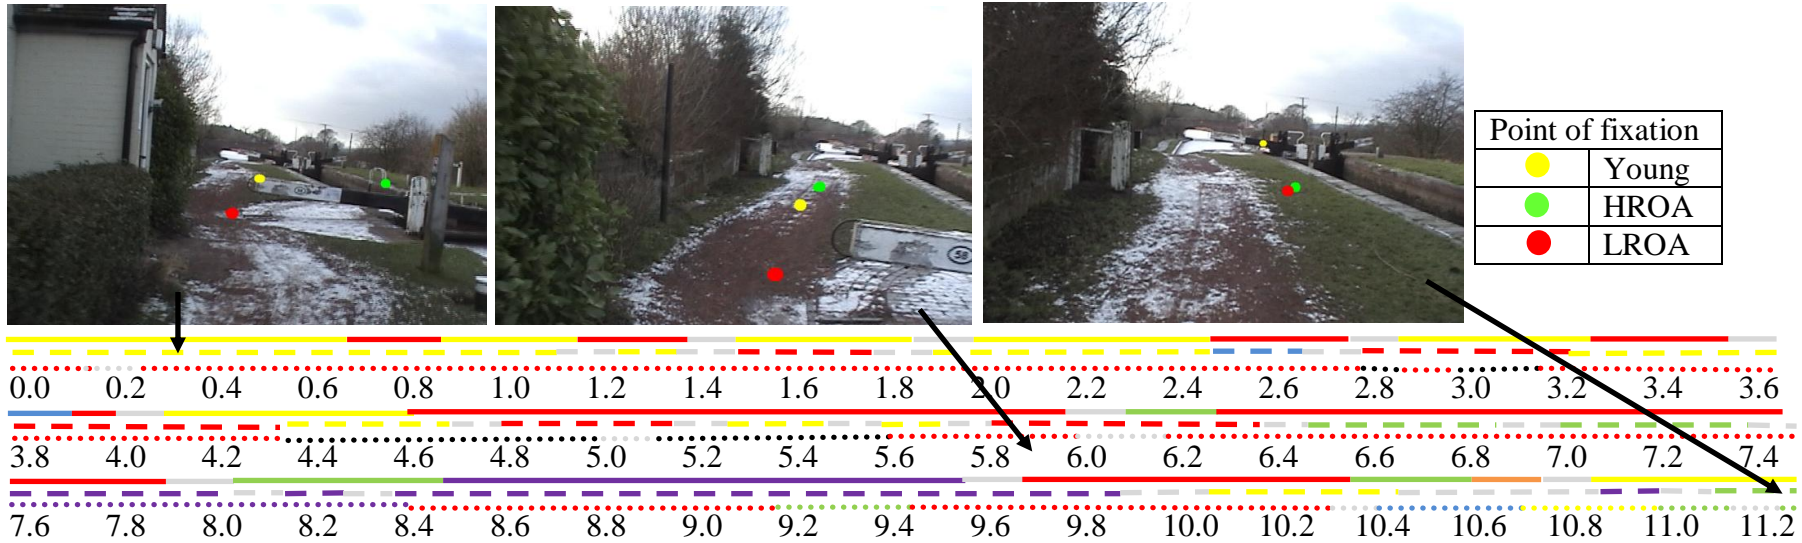 Point of fixation
Young
HROA
LROA
58
0.0 0.2 0.4 0.6 0.8 1.0 1.2 1.4 1.6 1.8 2.0 2.2 2.4 2.6 2.8 3.0 3.2 3.4 3.6
3.8 4.0 4.2 4.4 4.6 4.8 5.0 5.2 5.4 5.6 5.8 6.0 6.2 6.4 6.6 6.8 7.0 7.2 7.4
7.6 7.8 8.0 8.2 8.4 8.6 8.8 9.0 9.2 9.4 9.6 9.8 10.0 10.2 10.4 10.6 10.8 11.0 11.2